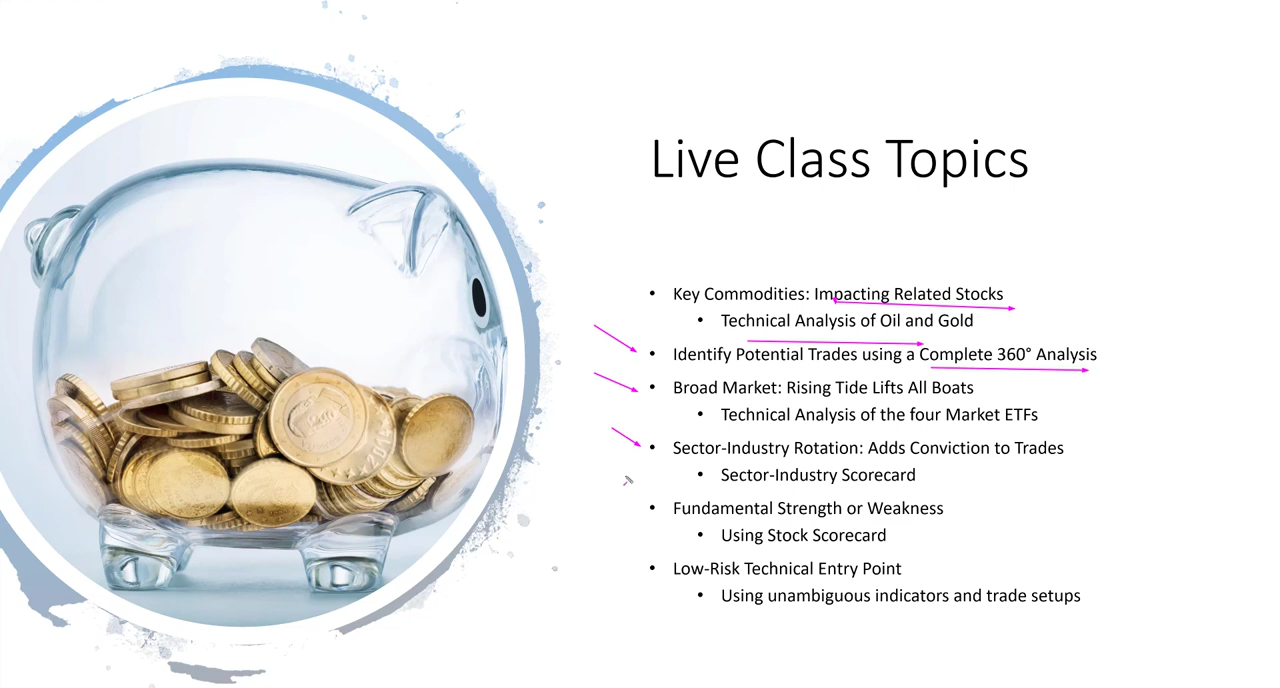 Live Class Topics
• Key Commodities: Impacting Related Stocks
• Technical Analysis of Oil and Gold
• Identify Potential Trades using a Complete 360° Analysis
• Broad Market: Rising Tide Lifts All Boats
• Technical Analysis of the four Market ETFs
• Sector-Industry Rotation: Adds Conviction to Trades
• Sector-Industry Scorecard
• Fundamental Strength or Weakness
• Using Stock Scorecard
• Low-Risk Technical Entry Point
• Using unambiguous indicators and trade setups